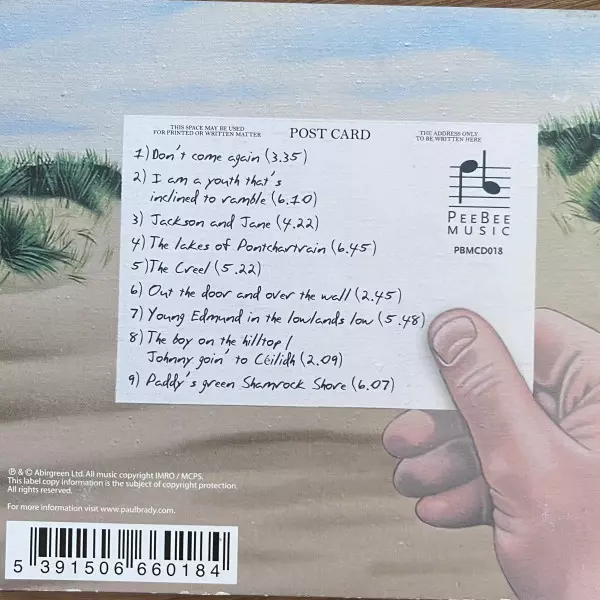 THIS SPACE MAY BE USED
FOR PRINTED OR WRITTEN MATTER
POST CARD
THE ADDRESS ONLY
TO BE WRITTEN HERE
1) Don't come again (3.35)
2) I am a youth that's
inclined to ramble (6.10)
3) Jackson and Jane (4.22)
4) The lakes of Pontchartrain (6.45)
5) The Creel (5.22)
6) Out the door and over the wall (2.45)
7) Young Edmund in the lowlands low (5.48)
8) The boy on the hilltop /
Johnny goin' to Céilidh (2.09)
9) Paddy's green Shamrock Shore (6.07)
PEEBEE
MUSIC
PBMCD018
℗ & © Abirgreen Ltd. All music copyright IMRO / MCPS.
This label copy information is the subject of copyright protection.
All rights reserved.
For more information visit www.paulbrady.com.
5 391506 660184